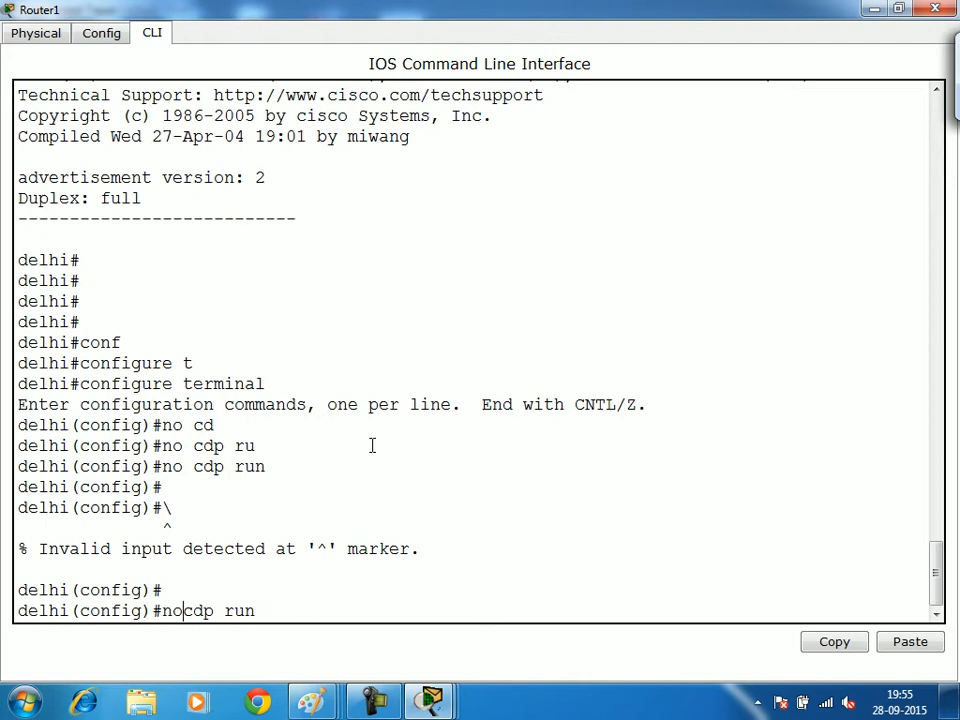 Router1
Physical Config CLI
IOS Command Line Interface
Technical Support: http://www.cisco.com/techsupport
Copyright (c) 1986-2005 by cisco Systems, Inc.
Compiled Wed 27-Apr-04 19:01 by miwang
advertisement version: 2
Duplex: full
---------------------------
delhi#
delhi#
delhi#
delhi#
delhi#conf
delhi#configure t
delhi#configure terminal
Enter configuration commands, one per line.  End with CNTL/Z.
delhi(config)#no cd
delhi(config)#no cdp ru
delhi(config)#no cdp run
delhi(config)#
delhi(config)#\
^
% Invalid input detected at '^' marker.
delhi(config)#
delhi(config)#nocdp run
Copy Paste
19:55
28-09-2015